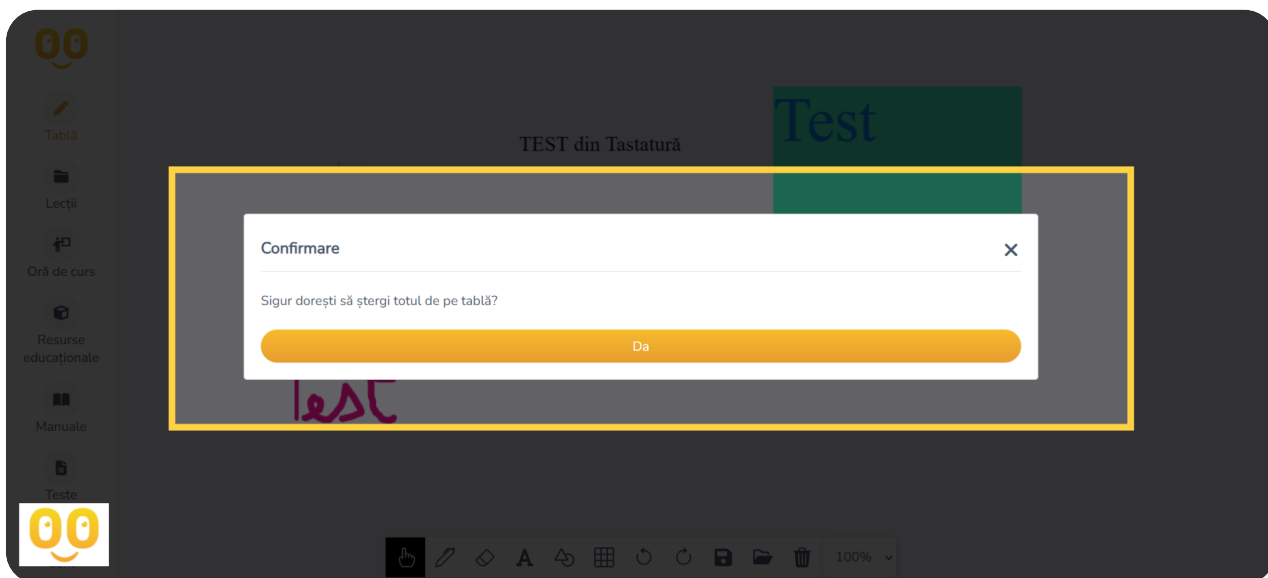 Tablă
Lecții
Oră de curs
Resurse
educaționale
Manuale
Teste
TEST din Tastatură
Test
Confirmare
Sigur dorești să ștergi totul de pe tablă?
Da
Test
A
100%